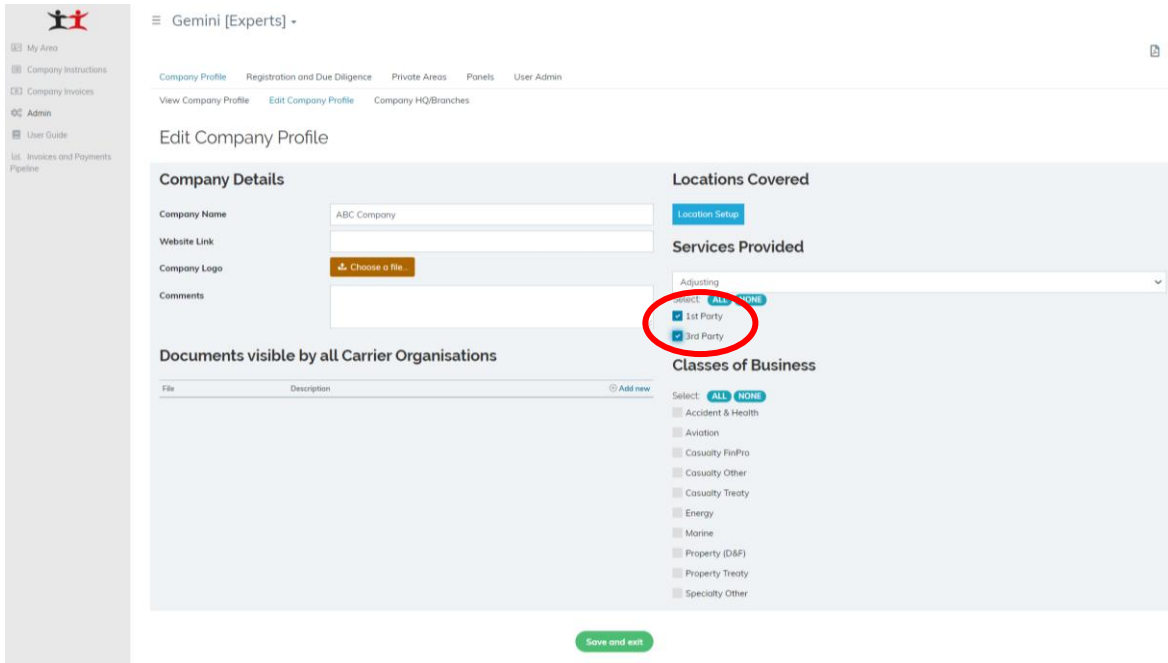 Gemini [Experts]
My Area
Company Instructions
Company Invoices
Admin
User Guide
Invoices and Payments
Pipeline
Company Profile Registration and Due Diligence Private Areas Panels User Admin
View Company Profile Edit Company Profile Company HQ/Branches
Edit Company Profile
Company Details
Company Name ABC Company
Website Link
Company Logo Choose a file...
Comments
Documents visible by all Carrier Organisations
File Description Add new
Locations Covered
Location Setup
Services Provided
Adjusting
Select: ALL NONE
1st Party
3rd Party
Classes of Business
Select: ALL NONE
Accident & Health
Aviation
Casualty FinPro
Casualty Other
Casualty Treaty
Energy
Marine
Property (D&F)
Property Treaty
Specialty Other
Save and exit